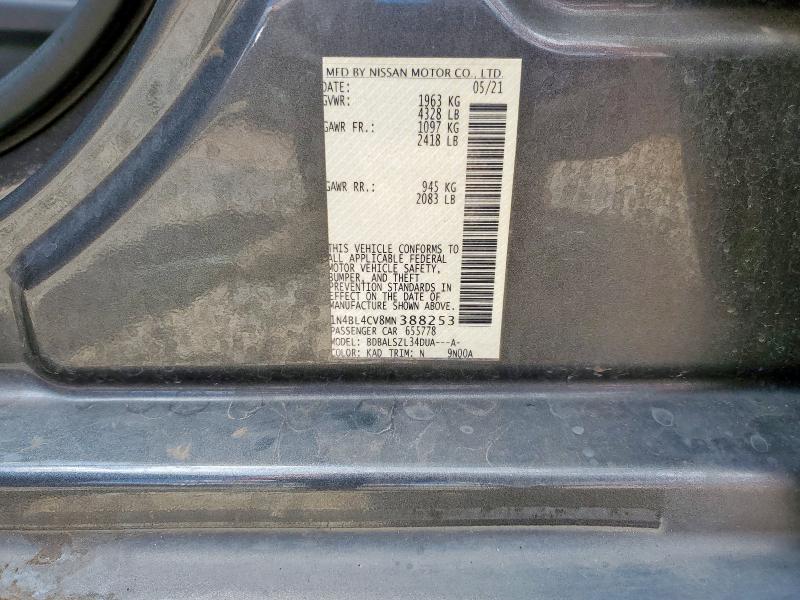 MFD BY NISSAN MOTOR CO., LTD.
DATE: 05/21
GVWR: 1963 KG
4328 LB
GAWR FR.: 1097 KG
2418 LB
GAWR RR.: 945 KG
2083 LB
THIS VEHICLE CONFORMS TO
ALL APPLICABLE FEDERAL
MOTOR VEHICLE SAFETY,
BUMPER, AND THEFT
PREVENTION STANDARDS IN
EFFECT ON THE DATE OF
MANUFACTURE SHOWN ABOVE.
1N4BL4CV8MN388253
PASSENGER CAR 655778
MODEL: BDBALSZL34DUA---A-
COLOR: KAD TRIM: N 9N00A